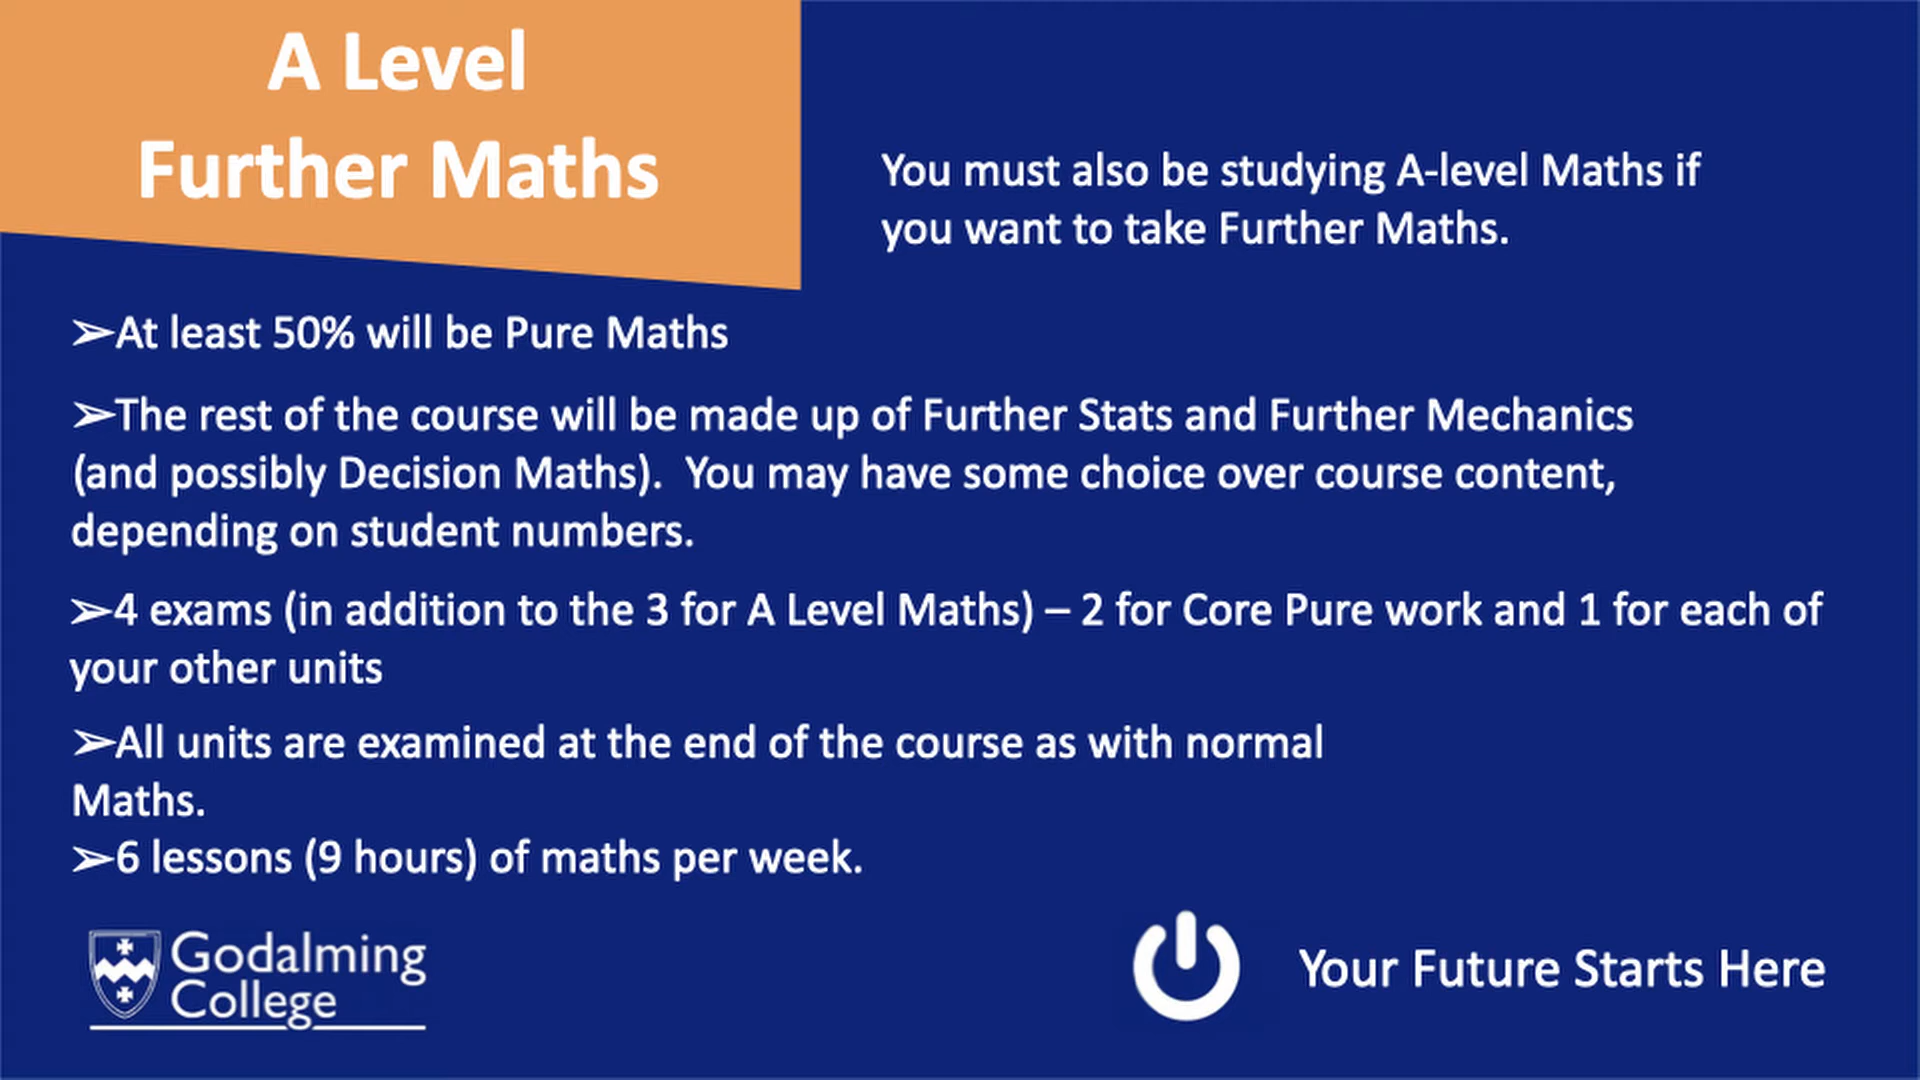 A Level
Further Maths
You must also be studying A-level Maths if
you want to take Further Maths.
➢At least 50% will be Pure Maths
➢The rest of the course will be made up of Further Stats and Further Mechanics
(and possibly Decision Maths).  You may have some choice over course content,
depending on student numbers.
➢4 exams (in addition to the 3 for A Level Maths) – 2 for Core Pure work and 1 for each of
your other units
➢All units are examined at the end of the course as with normal
Maths.
➢6 lessons (9 hours) of maths per week.
Godalming
College
Your Future Starts Here